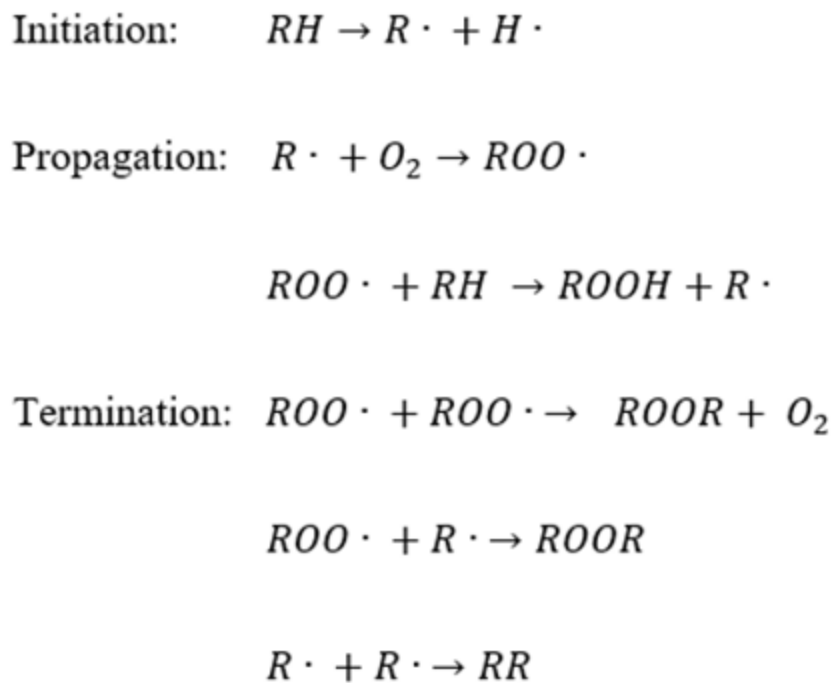 Initiation: RH → R · + H ·
Propagation: R · + O₂ → ROO ·
ROO · + RH → ROOH + R ·
Termination: ROO · + ROO · → ROOR + O₂
ROO · + R · → ROOR
R · + R · → RR